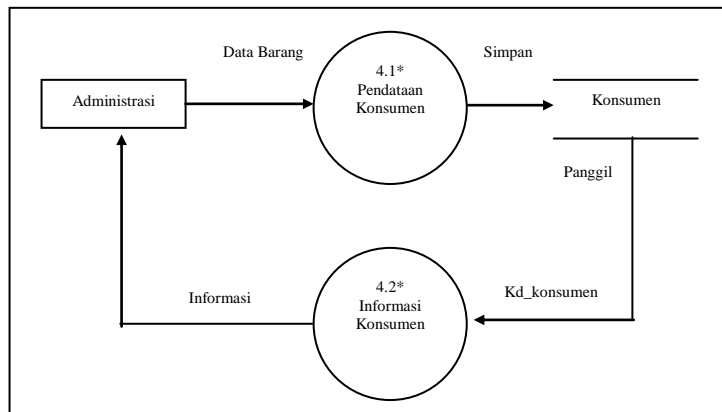 Data Barang
Simpan
Administrasi
4.1*
Pendataan
Konsumen
Konsumen
Panggil
Informasi
4.2*
Informasi
Konsumen
Kd_konsumen